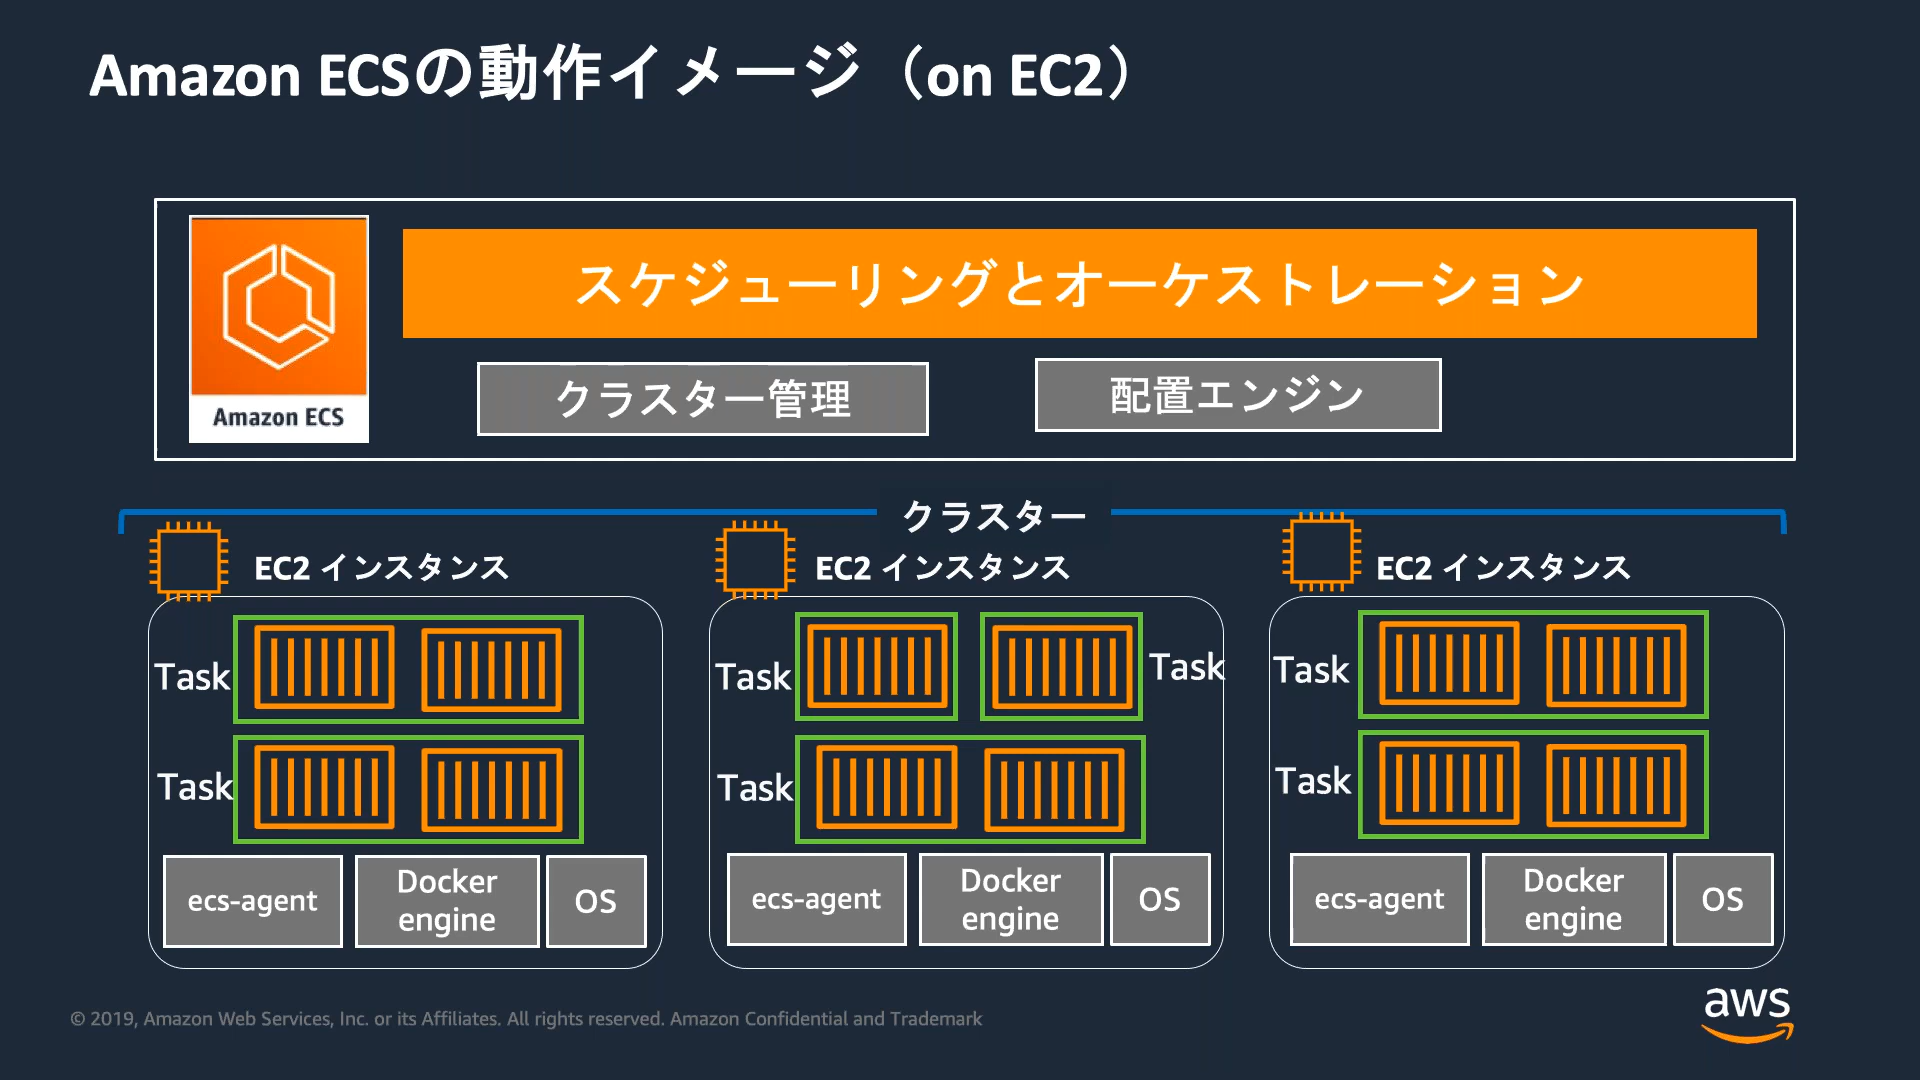 Amazon ECSの動作イメージ（on EC2）
スケジューリングとオーケストレーション
Amazon ECS
クラスター管理
配置エンジン
クラスター
EC2 インスタンス
Task
Task
ecs-agent
Docker
engine
OS
EC2 インスタンス
Task
Task
Task
ecs-agent
Docker
engine
OS
EC2 インスタンス
Task
Task
ecs-agent
Docker
engine
OS
© 2019, Amazon Web Services, Inc. or its Affiliates. All rights reserved. Amazon Confidential and Trademark
aws